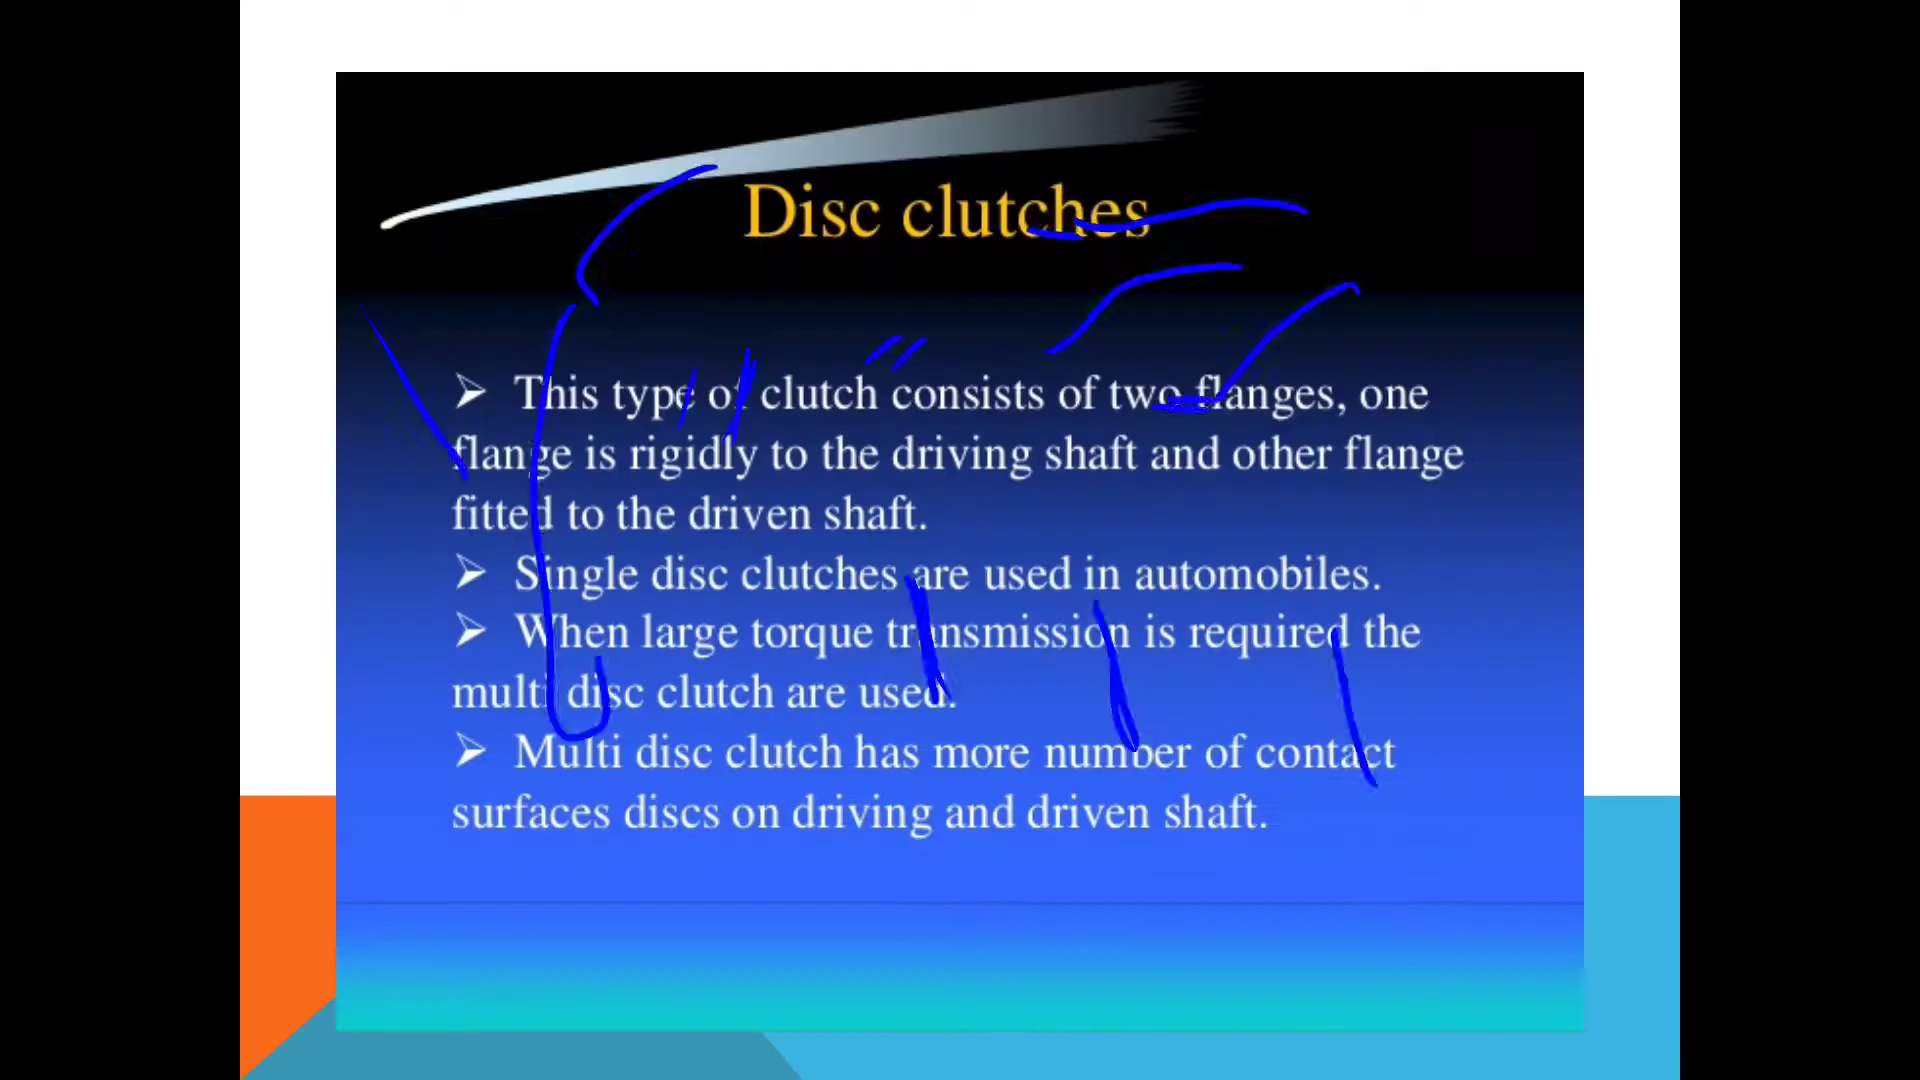 Disc clutches
➢ This type of clutch consists of two flanges, one
flange is rigidly to the driving shaft and other flange
fitted to the driven shaft.
➢ Single disc clutches are used in automobiles.
➢ When large torque transmission is required the
multi disc clutch are used.
➢ Multi disc clutch has more number of contact
surfaces discs on driving and driven shaft.